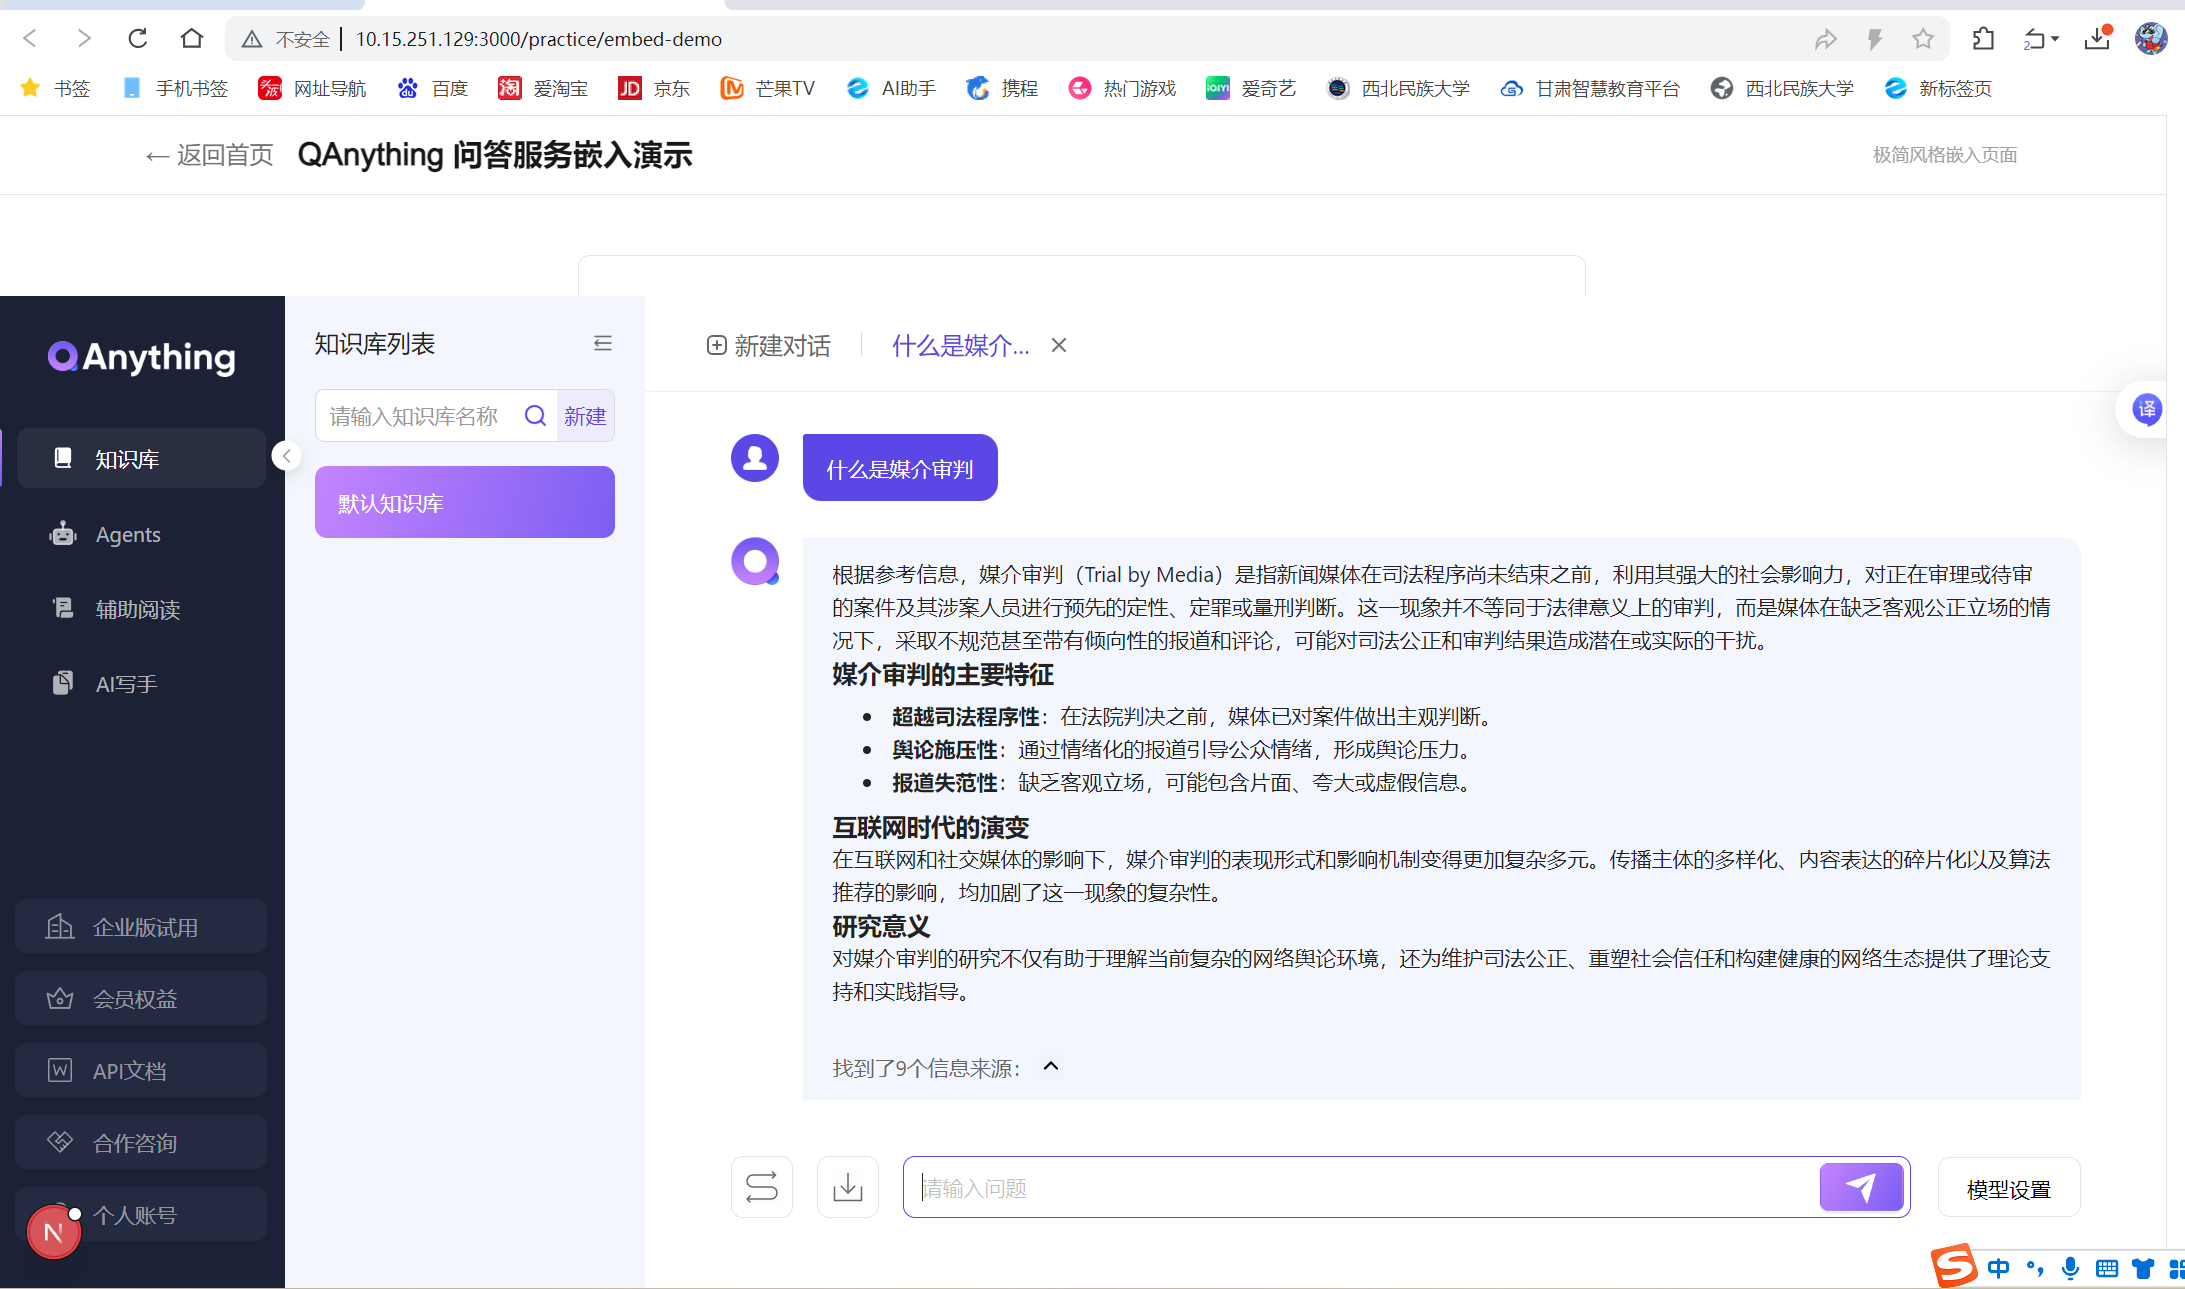 不安全
10.15.251.129:3000/practice/embed-demo
书签
手机书签
网址导航
百度
爱淘宝
京东
芒果TV
AI助手
携程
热门游戏
爱奇艺
西北民族大学
甘肃智慧教育平台
西北民族大学
新标签页
← 返回首页
QAnything 问答服务嵌入演示
极简风格嵌入页面
QAnything
知识库
Agents
辅助阅读
AI写手
企业版试用
会员权益
API文档
合作咨询
个人账号
N
知识库列表
请输入知识库名称
新建
默认知识库
新建对话
什么是媒介...
译
什么是媒介审判
根据参考信息，媒介审判（Trial by Media）是指新闻媒体在司法程序尚未结束之前，利用其强大的社会影响力，对正在审理或待审
的案件及其涉案人员进行预先的定性、定罪或量刑判断。这一现象并不等同于法律意义上的审判，而是媒体在缺乏客观公正立场的情
况下，采取不规范甚至带有倾向性的报道和评论，可能对司法公正和审判结果造成潜在或实际的干扰。
媒介审判的主要特征
• 超越司法程序性：在法院判决之前，媒体已对案件做出主观判断。
• 舆论施压性：通过情绪化的报道引导公众情绪，形成舆论压力。
• 报道失范性：缺乏客观立场，可能包含片面、夸大或虚假信息。
互联网时代的演变
在互联网和社交媒体的影响下，媒介审判的表现形式和影响机制变得更加复杂多元。传播主体的多样化、内容表达的碎片化以及算法
推荐的影响，均加剧了这一现象的复杂性。
研究意义
对媒介审判的研究不仅有助于理解当前复杂的网络舆论环境，还为维护司法公正、重塑社会信任和构建健康的网络生态提供了理论支
持和实践指导。
找到了9个信息来源：
请输入问题
模型设置
中